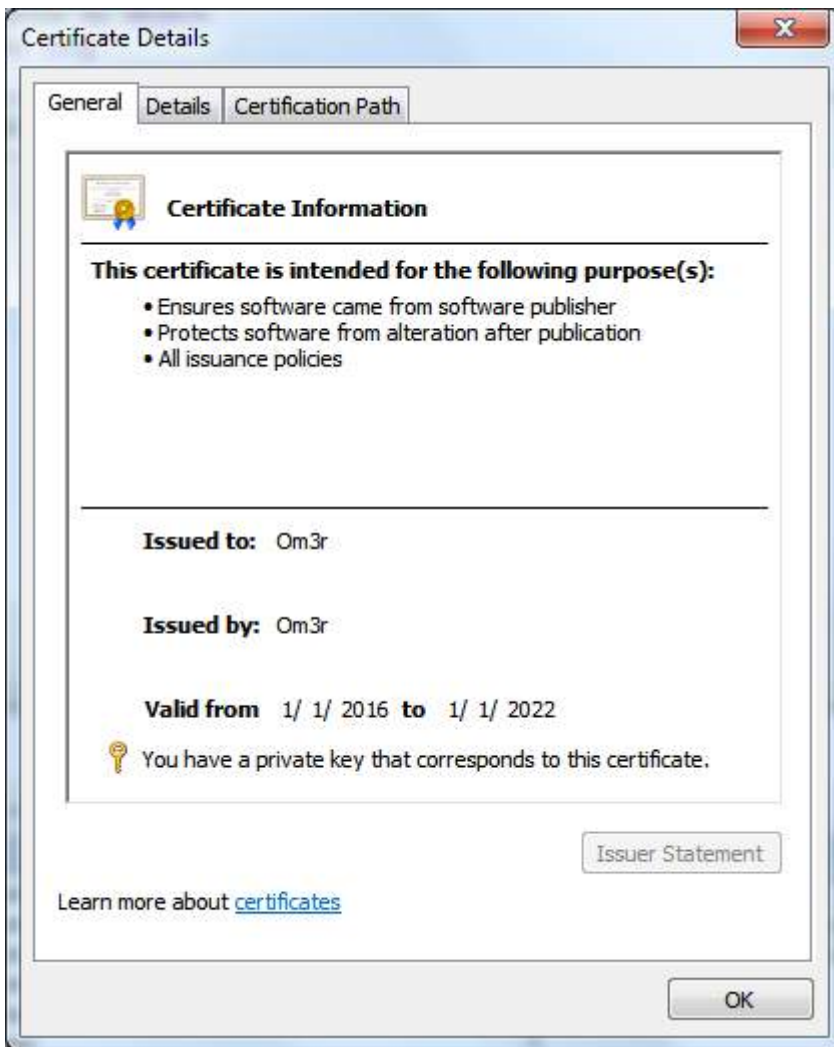 Certificate Details
General Details Certification Path
Certificate Information
This certificate is intended for the following purpose(s):
• Ensures software came from software publisher
• Protects software from alteration after publication
• All issuance policies
Issued to: Om3r
Issued by: Om3r
Valid from 1/ 1/ 2016 to 1/ 1/ 2022
You have a private key that corresponds to this certificate.
Issuer Statement
Learn more about certificates
OK